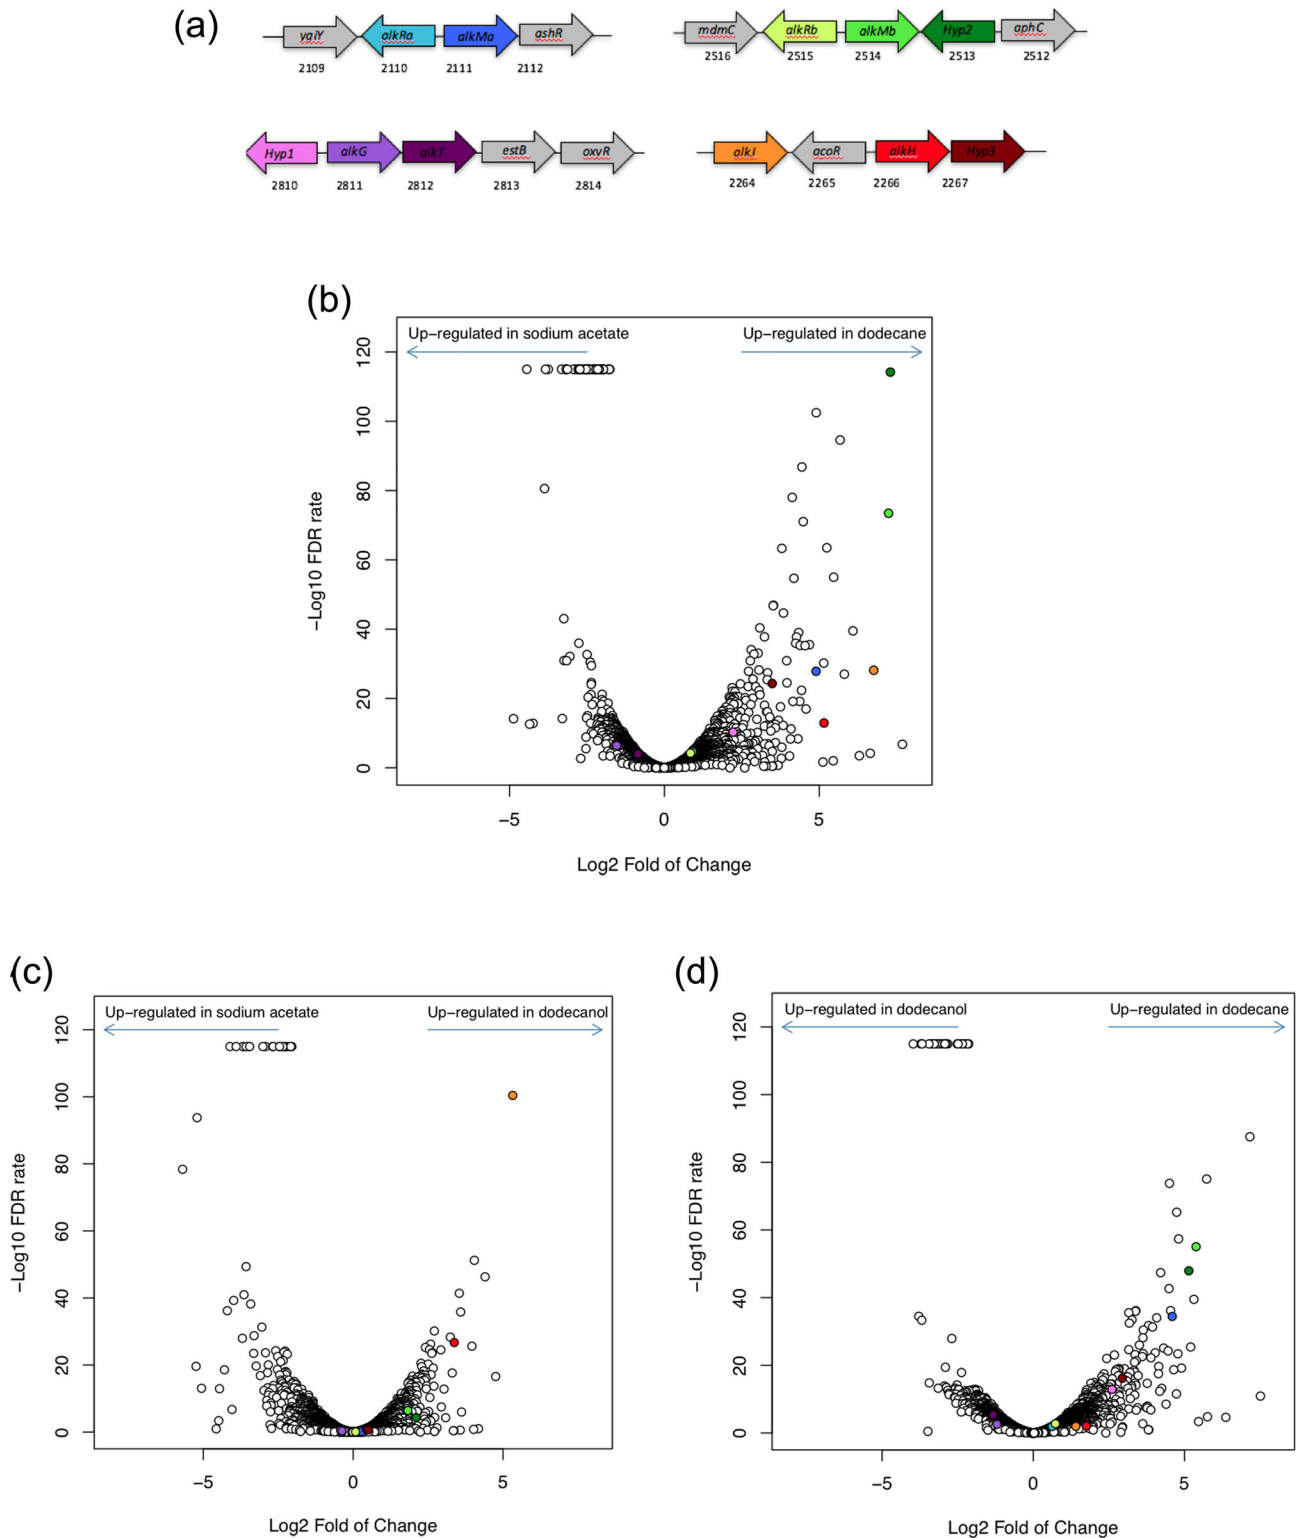 (a)
yqiY alkRa alkMa ashR
2109 2110 2111 2112
mdmC alkRb alkMb Hyp2 aphC
2516 2515 2514 2513 2512
Hyp1 alkG alkT estB oxyR
2810 2811 2812 2813 2814
alkJ acoR alkH Hyp3
2264 2265 2266 2267
(b)
Up-regulated in sodium acetate
Up-regulated in dodecane
120
100
80
60
40
20
0
-Log10 FDR rate
-5 0 5
Log2 Fold of Change
(c)
Up-regulated in sodium acetate
Up-regulated in dodecanol
120
100
80
60
40
20
0
-Log10 FDR rate
-5 0 5
Log2 Fold of Change
(d)
Up-regulated in dodecanol
Up-regulated in dodecane
120
100
80
60
40
20
0
-Log10 FDR rate
-5 0 5
Log2 Fold of Change